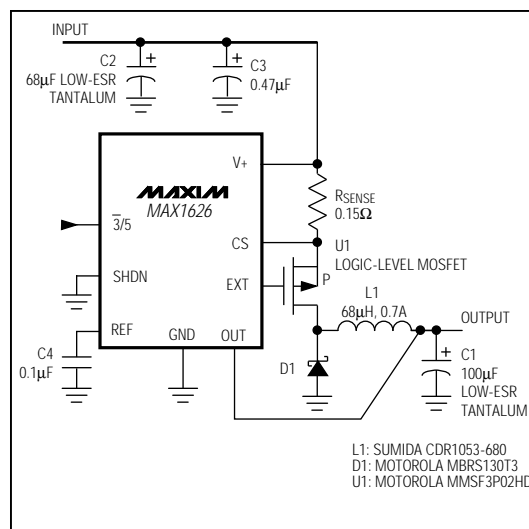 INPUT
C2
68µF LOW-ESR
TANTALUM
+
C3
0.47µF
+
V+
MAXIM
MAX1626
RSENSE
0.15Ω
3/5
CS
U1
LOGIC-LEVEL MOSFET
SHDN
EXT
P
L1
68µH, 0.7A
REF
GND
OUT
OUTPUT
C4
0.1µF
D1
+
C1
100µF
LOW-ESR
TANTALUM
L1: SUMIDA CDR1053-680
D1: MOTOROLA MBRS130T3
U1: MOTOROLA MMSF3P02HD